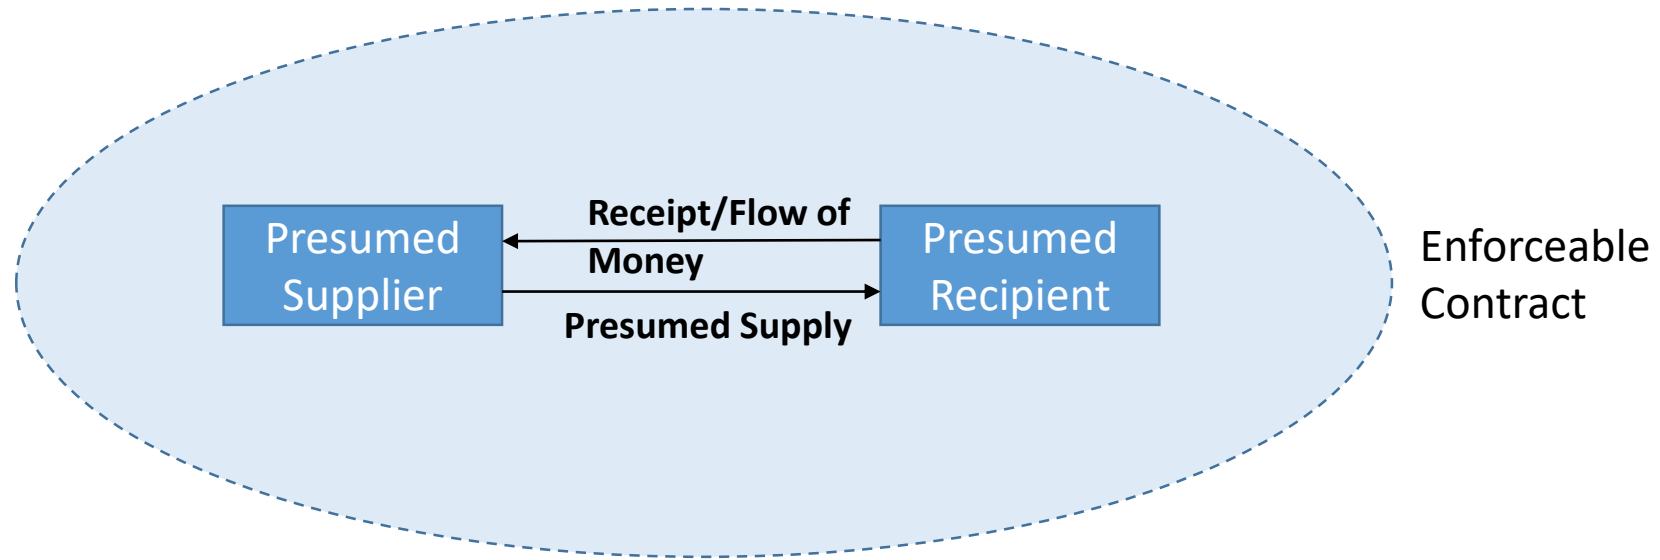 Presumed
Supplier
Receipt/Flow of
Money
Presumed Supply
Presumed
Recipient
Enforceable
Contract